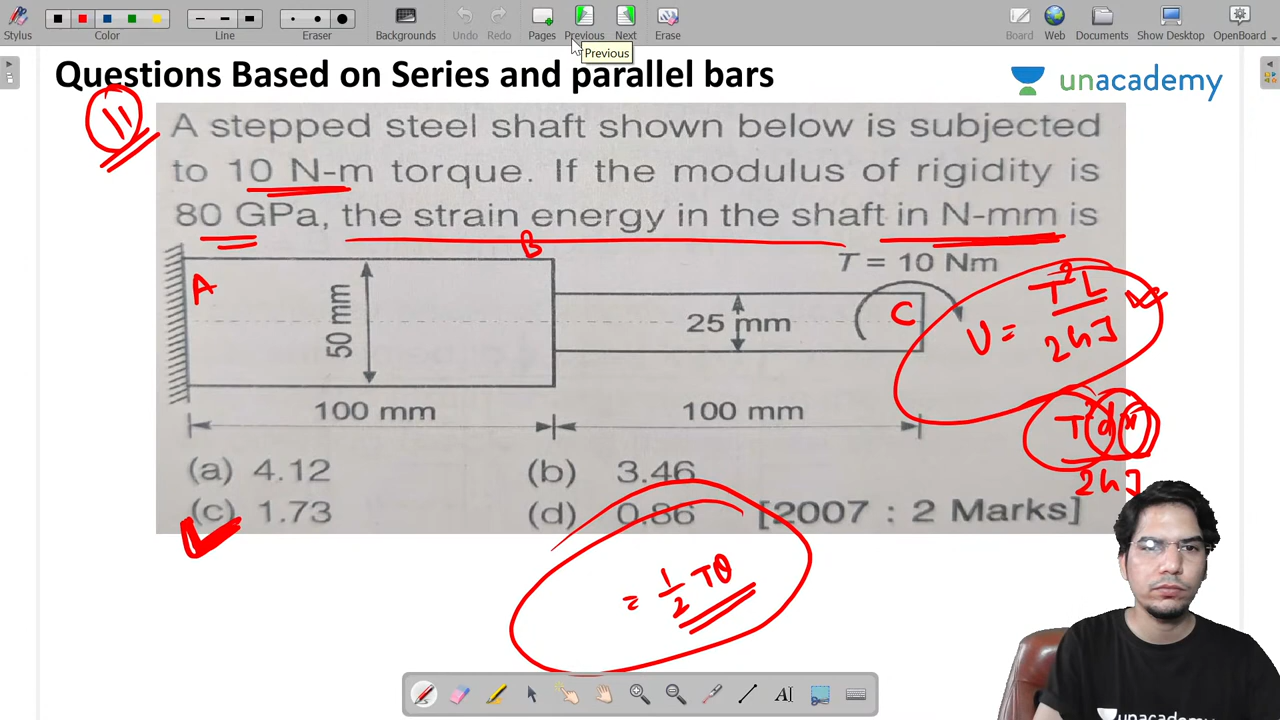 Stylus
Color
Line
Eraser
Backgrounds
Undo
Redo
Pages
Previous
Next
Erase
Board
Web
Documents
Show Desktop
OpenBoard
Previous
Questions Based on Series and parallel bars
unacademy
11
A stepped steel shaft shown below is subjected
to 10 N-m torque. If the modulus of rigidity is
80 GPa, the strain energy in the shaft in N-mm is
A
B
C
T = 10 Nm
50 mm
25 mm
100 mm
100 mm
U = T²L
2GJ
T²dx
2GJ
(a) 4.12
(b) 3.46
(c) 1.73
(d) 0.86
[2007 : 2 Marks]
= 1/2 Tθ
unacademy